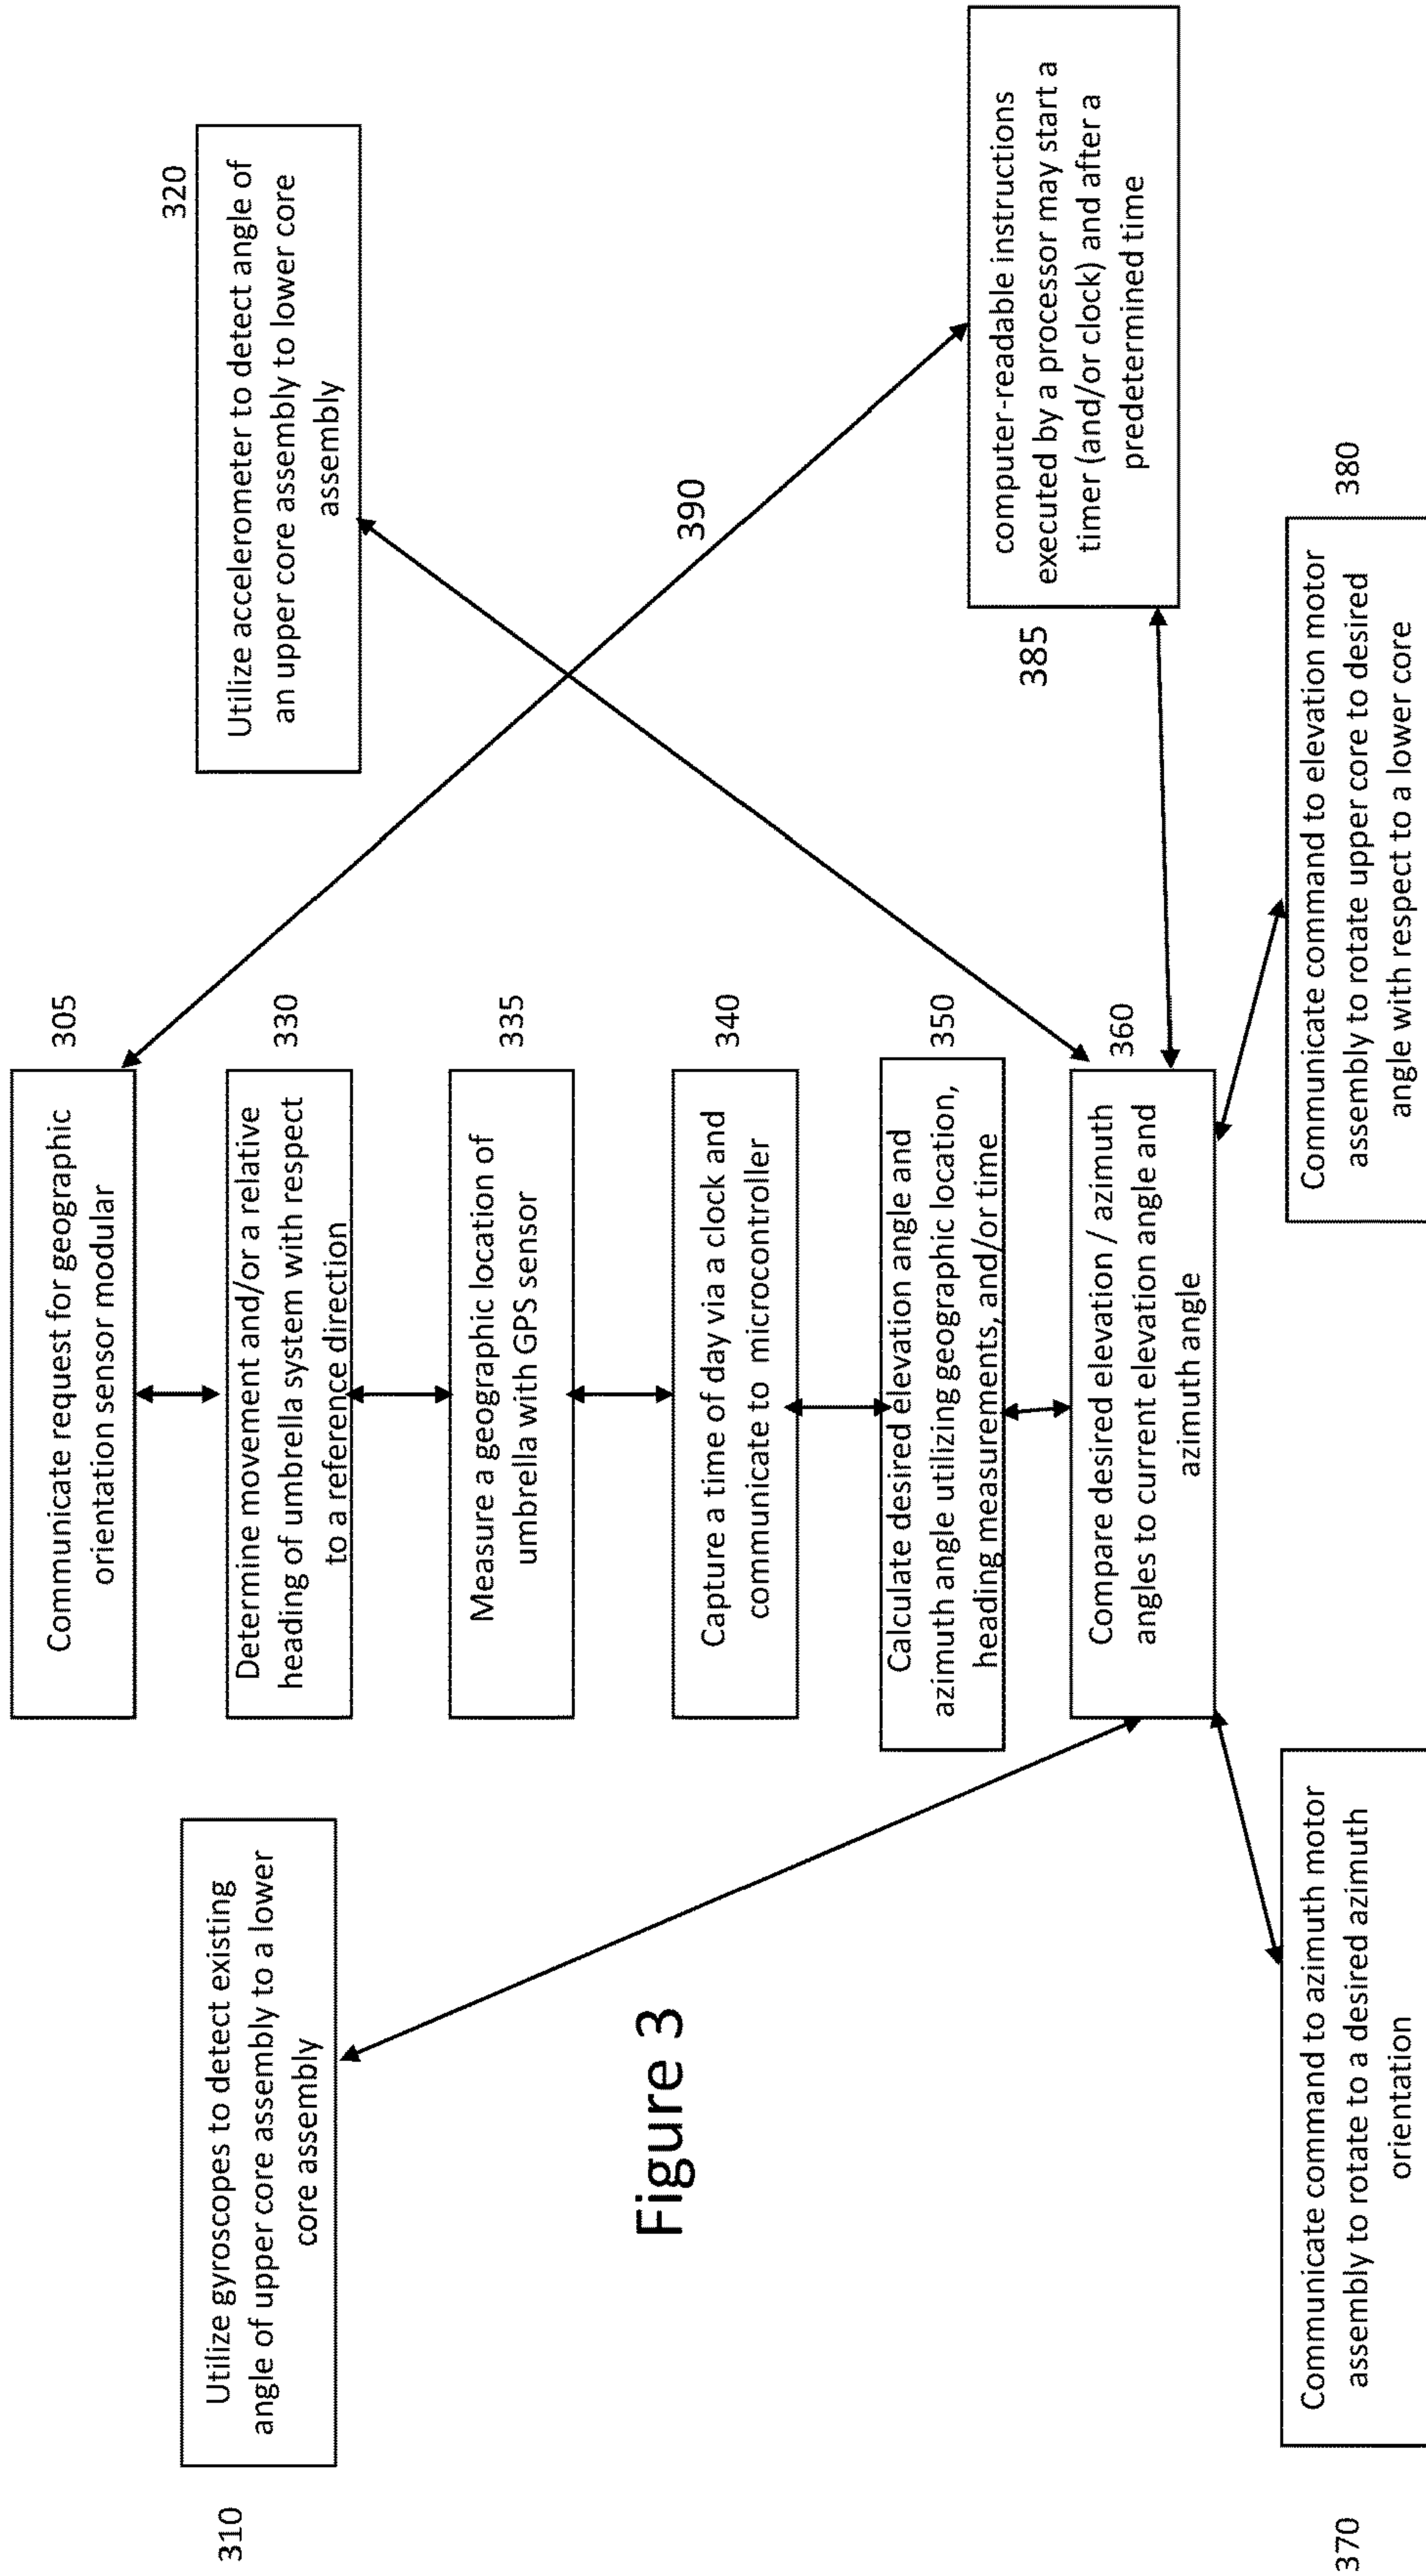 305
Communicate request for geographic
orientation sensor modular
310
Utilize gyroscopes to detect existing
angle of upper core assembly to a lower
core assembly
330
Determine movement and/or a relative
heading of umbrella system with respect
to a reference direction
320
Utilize accelerometer to detect angle of
an upper core assembly to lower core
assembly
335
Measure a geographic location of
umbrella with GPS sensor
340
Capture a time of day via a clock and
communicate to microcontroller
390
350
Calculate desired elevation angle and
azimuth angle utilizing geographic location,
heading measurements, and/or time
360
Compare desired elevation / azimuth
angles to current elevation angle and
azimuth angle
385
computer-readable instructions
executed by a processor may start a
timer (and/or clock) and after a
predetermined time
370
Communicate command to azimuth motor
assembly to rotate to a desired azimuth
orientation
380
Communicate command to elevation motor
assembly to rotate upper core to desired
angle with respect to a lower core
Figure 3